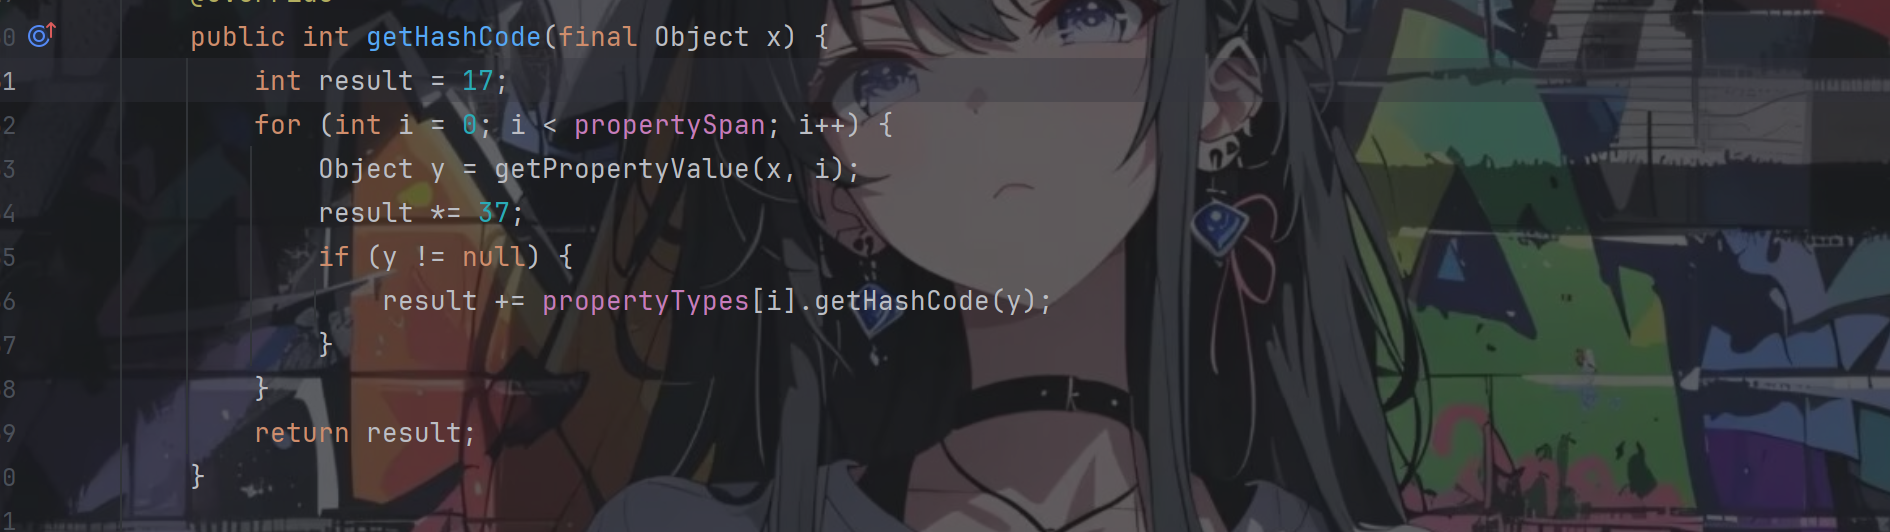 @Override
0 public int getHashCode(final Object x) {
1 int result = 17;
2 for (int i = 0; i < propertySpan; i++) {
3 Object y = getPropertyValue(x, i);
4 result *= 37;
5 if (y != null) {
6 result += propertyTypes[i].getHashCode(y);
7 }
8 }
9 return result;
0 }
1